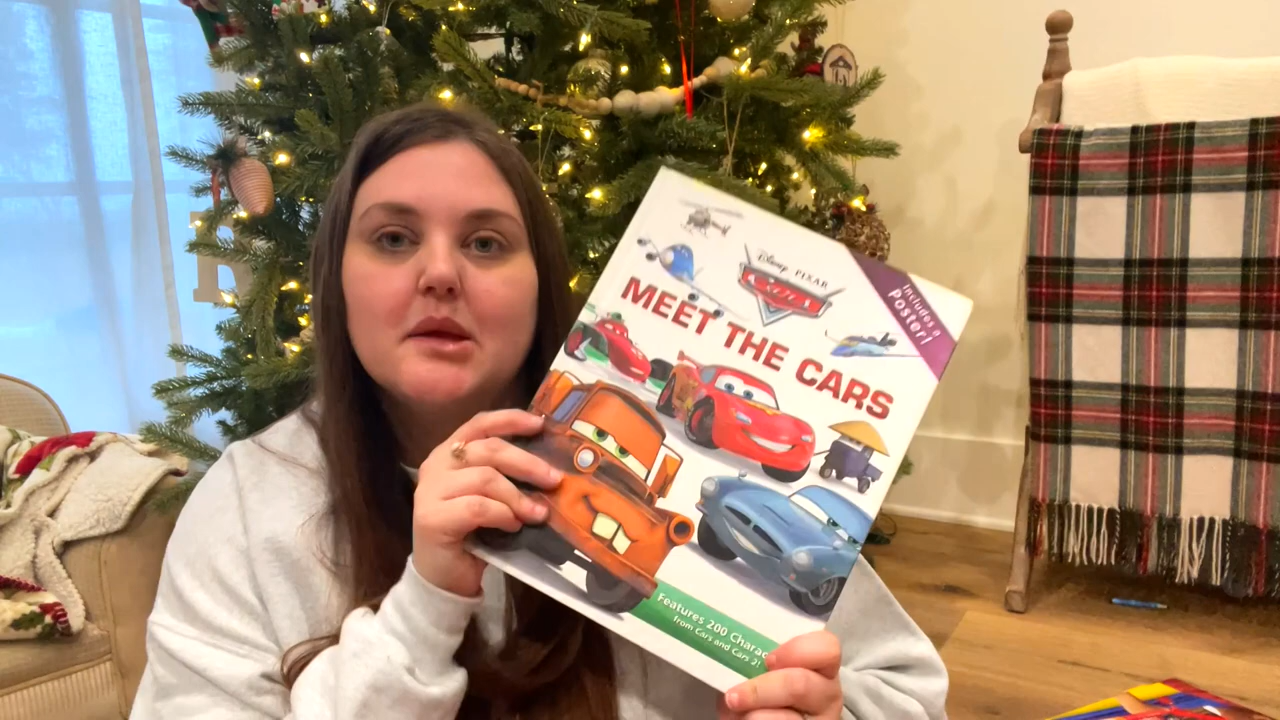 Disney PIXAR
Cars
MEET THE CARS
Includes a
Poster!
Features 200 Charac
from Cars and Cars 2!